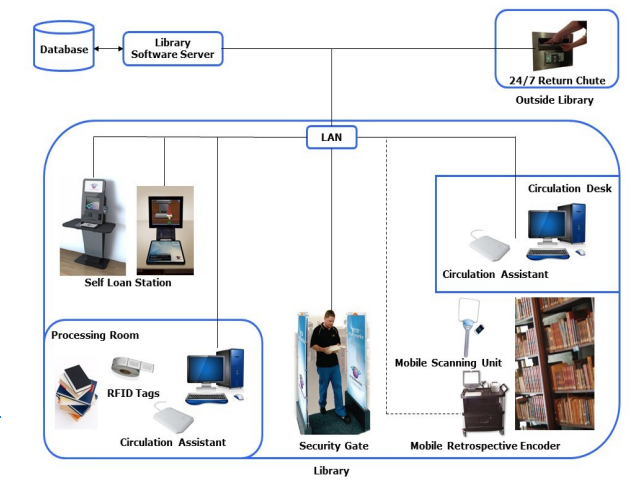 Database
Library
Software Server
24/7 Return Chute
Outside Library
LAN
Circulation Desk
Circulation Assistant
Self Loan Station
Processing Room
RFID Tags
Circulation Assistant
Security Gate
Mobile Scanning Unit
Mobile Retrospective Encoder
Library